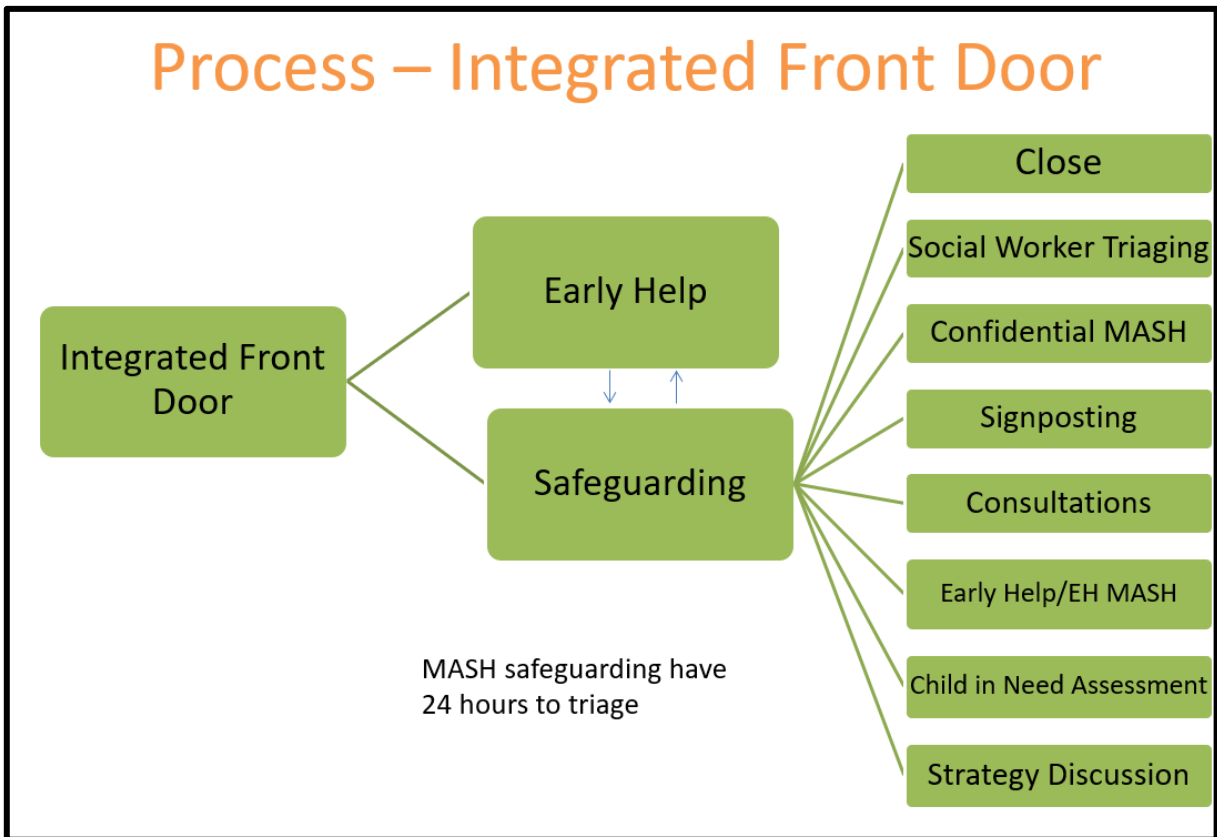 Process – Integrated Front Door
Integrated Front
Door
Early Help
Safeguarding
MASH safeguarding have
24 hours to triage
Close
Social Worker Triaging
Confidential MASH
Signposting
Consultations
Early Help/EH MASH
Child in Need Assessment
Strategy Discussion